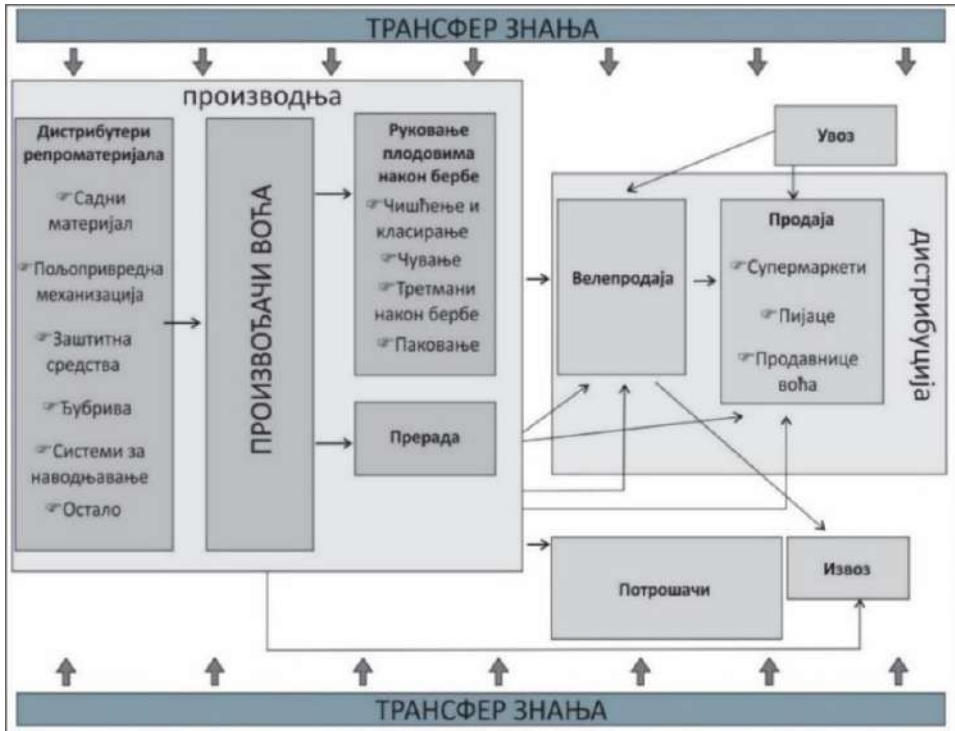 ТРАНСФЕР ЗНАЊА
производња
Дистрибутери
репроматеријала
☞Садни
материјал
☞Пољопривредна
механизација
☞Заштитна
средства
☞Ђубрива
☞Системи за
наводњавање
☞Остало
ПРОИЗВОЂАЧИ ВОЋА
Руковање
плодовима
након бербе
☞Чишћење и
класирање
☞Чување
☞Третмани
након бербе
☞Паковање
Прерада
Увоз
Велепродаја
Продаја
☞Супермаркети
☞Пијаце
☞Продавнице
воћа
дистрибуција
Потрошачи
Извоз
ТРАНСФЕР ЗНАЊА